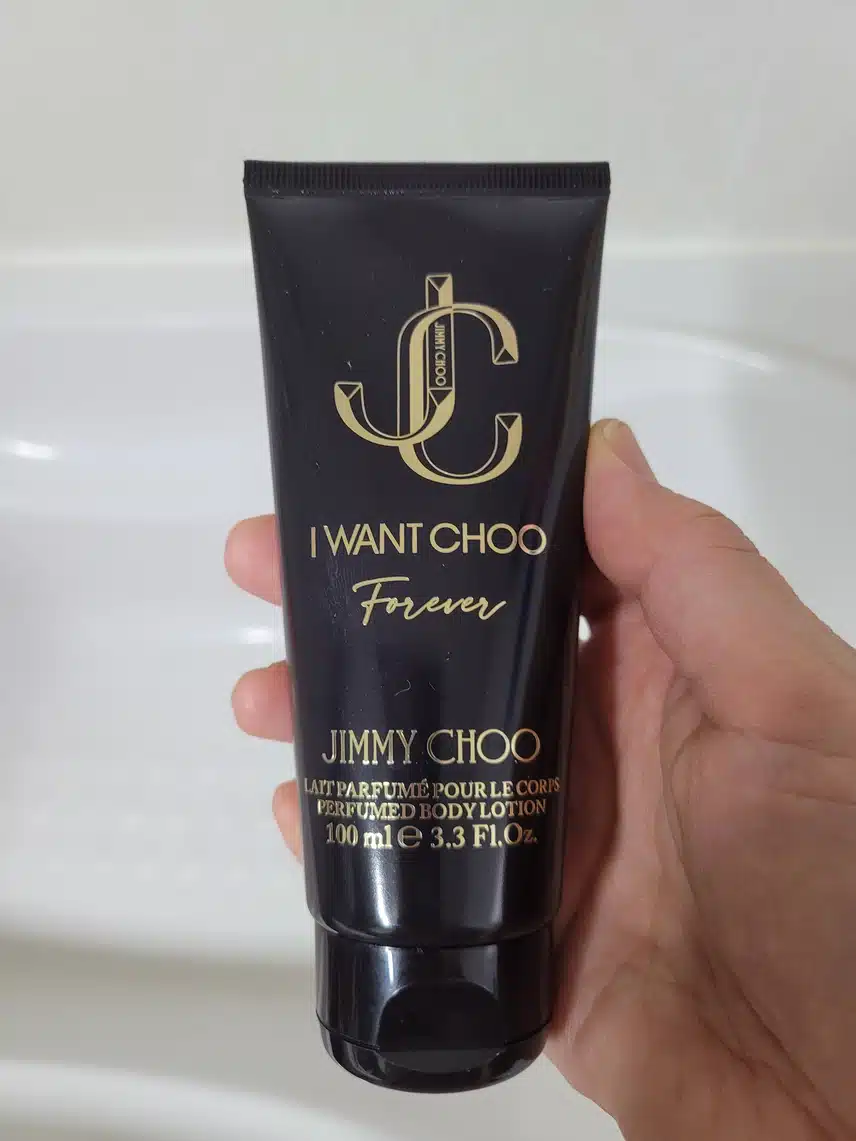 JC
JIMMY CHOO
I WANT CHOO
Forever
JIMMY CHOO
LAIT PARFUMÉ POUR LE CORPS
PERFUMED BODY LOTION
100 ml e 3.3 Fl.Oz.